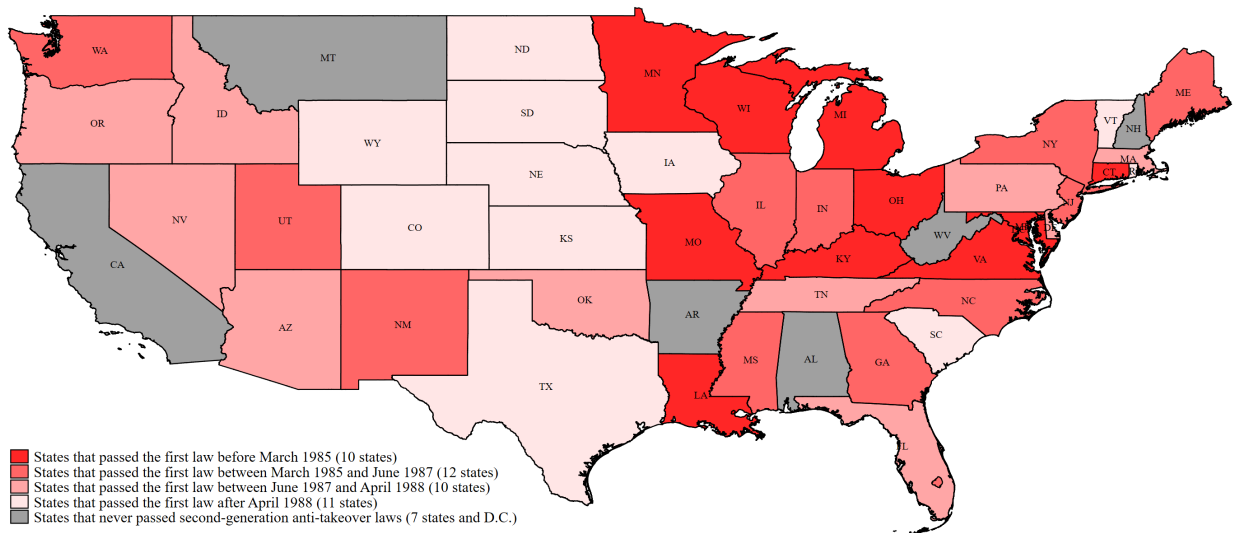 WA
MT
ND
MN
ME
OR
ID
SD
WI
MI
VT
NH
WY
NY
MA
IA
CT
R
NE
PA
NV
UT
CO
KS
IL
IN
OH
NJ
MO
WV
D
CA
KY
VA
AZ
NM
OK
TN
NC
AR
SC
TX
MS
AL
GA
LA
FL
States that passed the first law before March 1985 (10 states)
States that passed the first law between March 1985 and June 1987 (12 states)
States that passed the first law between June 1987 and April 1988 (10 states)
States that passed the first law after April 1988 (11 states)
States that never passed second-generation anti-takeover laws (7 states and D.C.)